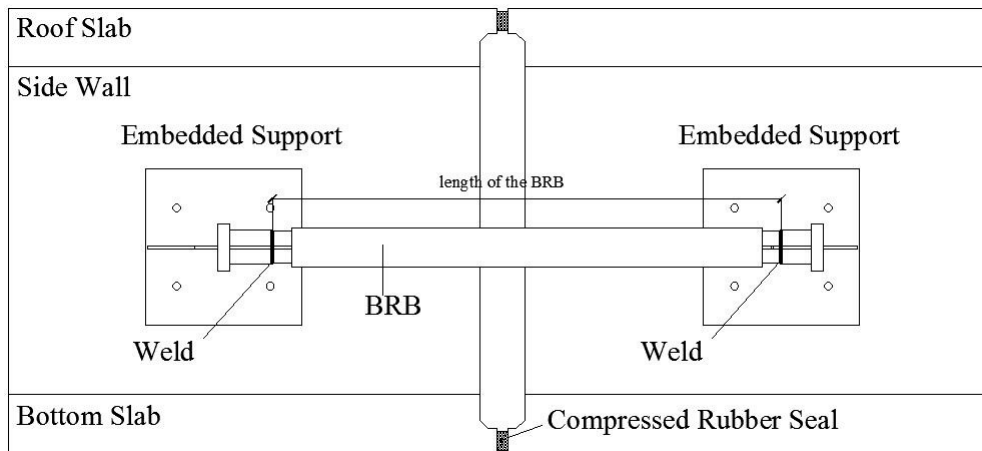 Roof Slab
Side Wall
Embedded Support
Embedded Support
length of the BRB
BRB
Weld
Weld
Bottom Slab
Compressed Rubber Seal